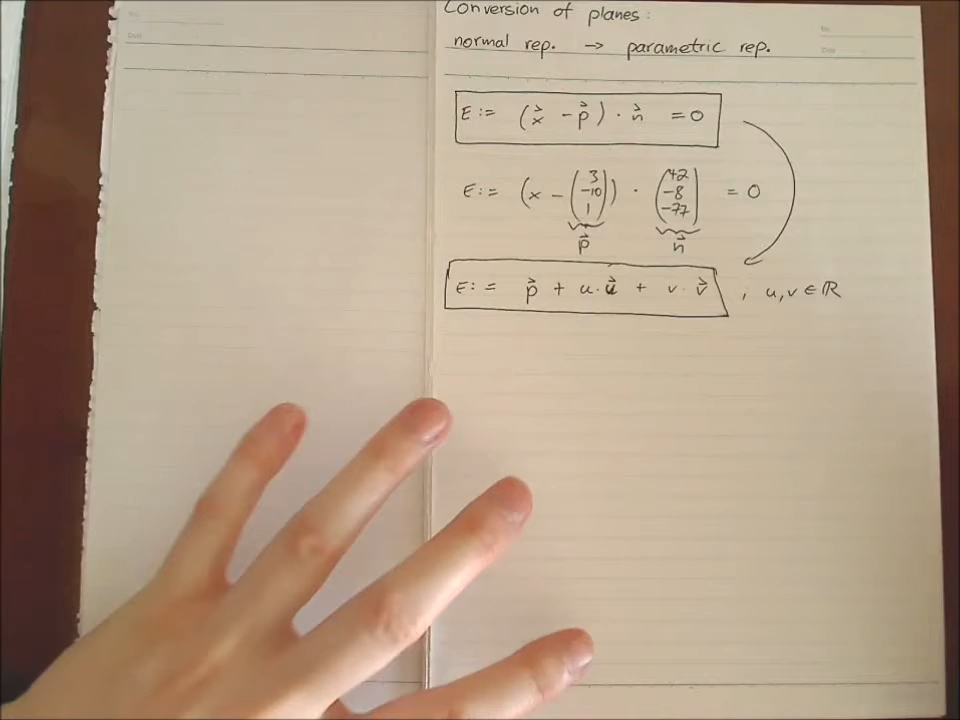 Conversion of planes:
normal rep. → parametric rep.
E := (x⃗ - p⃗) · n⃗ = 0
E := (x - (3 -10 1)) · (42 -8 -77) = 0
p⃗ n⃗
E: = p⃗ + u · u⃗ + v · v⃗ ; u, v ∈ ℝ